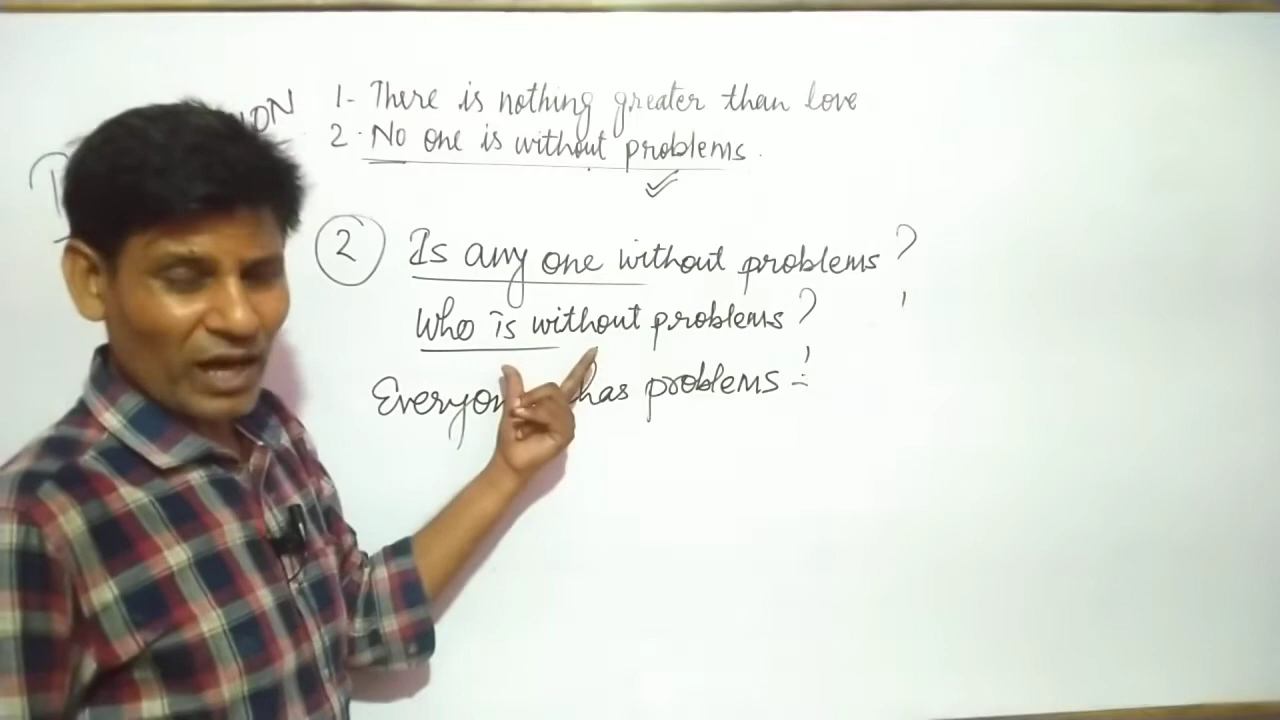 1- There is nothing greater than love
2. No one is without problems.
2 Is any one without problems?
Who is without problems?
has problems